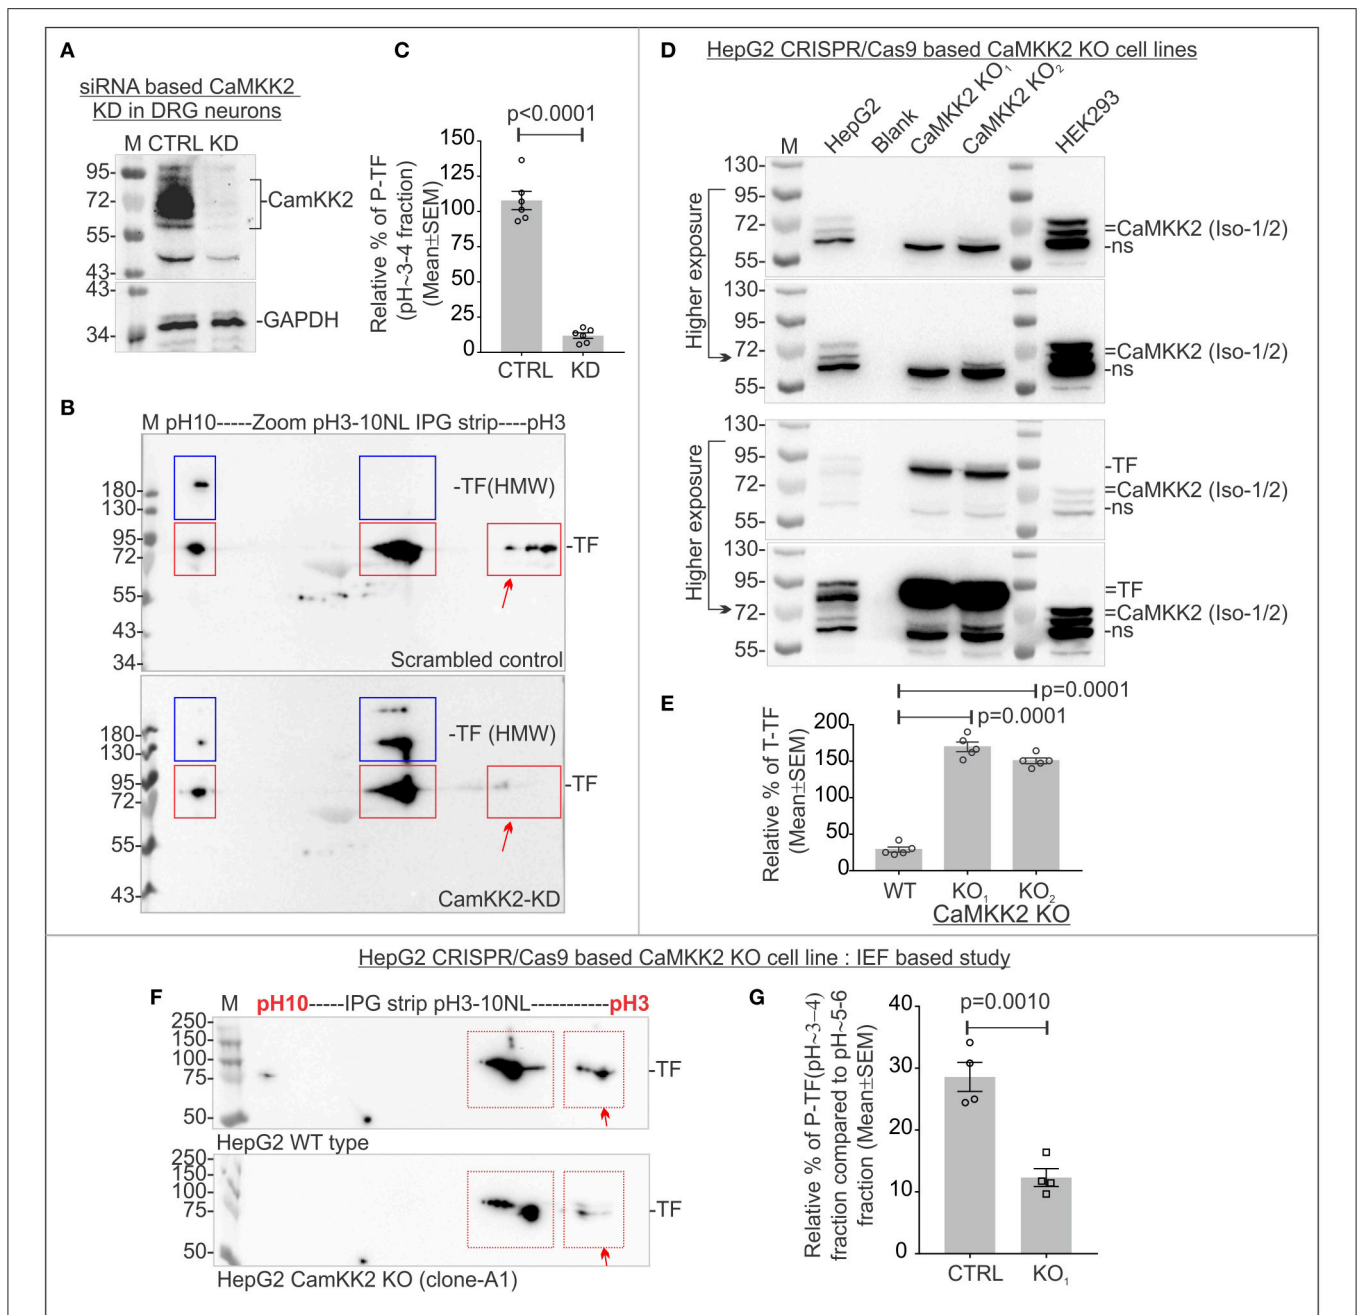 A
siRNA based CaMKK2
KD in DRG neurons
M CTRL KD
95-
72-
55-
43-
-CamKK2
43-
34-
-GAPDH
C
p<0.0001
Relative % of P-TF
(pH~3-4 fraction)
(Mean±SEM)
150
125
100
75
50
25
0
CTRL KD
B
M pH10-----Zoom pH3-10NL IPG strip----pH3
180-
130-
95-
72-
55-
43-
34-
-TF(HMW)
-TF
Scrambled control
180-
130-
95-
72-
55-
43-
-TF (HMW)
-TF
CamKK2-KD
D
HepG2 CRISPR/Cas9 based CaMKK2 KO cell lines
M
HepG2
Blank
CaMKK2 KO1
CaMKK2 KO2
HEK293
Higher exposure
130-
95-
72-
55-
=CaMKK2 (Iso-1/2)
-ns
130-
95-
72-
55-
=CaMKK2 (Iso-1/2)
-ns
Higher exposure
130-
95-
72-
55-
-TF
=CaMKK2 (Iso-1/2)
-ns
130-
95-
72-
55-
=TF
=CaMKK2 (Iso-1/2)
-ns
E
p=0.0001
p=0.0001
Relative % of T-TF
(Mean±SEM)
200
150
100
50
0
WT KO1 KO2
CaMKK2 KO
HepG2 CRISPR/Cas9 based CaMKK2 KO cell line : IEF based study
F
M pH10-----IPG strip pH3-10NL-----------pH3
250-
150-
100-
75-
50-
-TF
HepG2 WT type
250-
150-
100-
75-
50-
-TF
HepG2 CamKK2 KO (clone-A1)
G
p=0.0010
Relative % of P-TF(pH~3–4)
fraction compared to pH~5-6
fraction (Mean±SEM)
40
30
20
10
0
CTRL KO1